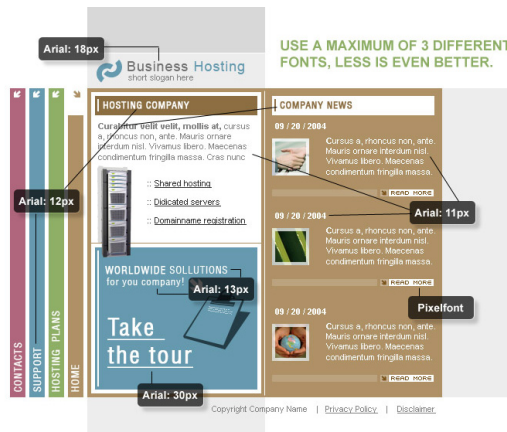 Arial: 18px
Business Hosting
short slogan here
USE A MAXIMUM OF 3 DIFFERENT
FONTS, LESS IS EVEN BETTER.
CONTACTS
SUPPORT
HOSTING PLANS
HOME
HOSTING COMPANY
Curabitur velit velit, mollis at, cursus
a, rhoncus non, ante.
Mauris ornare
interdum nisl. Vivamus libero. Maecenas
condimentum fringilla massa. Cras nunc
Arial: 12px
:: Shared hosting
:: Didicated servers
:: Domainname registration
WORLDWIDE SOLLUTIONS
for you company!
Arial: 13px
Take
the tour
Arial: 30px
COMPANY NEWS
09 / 20 / 2004
Cursus a, rhoncus non, ante.
Mauris ornare interdum nisl.
Vivamus libero. Maecenas
condimentum fringilla massa.
READ MORE
Arial: 11px
09 / 20 / 2004
Cursus a, rhoncus non, ante.
Mauris ornare interdum nisl.
Vivamus libero. Maecenas
condimentum fringilla massa.
READ MORE
Pixelfont
09 / 20 / 2004
Cursus a, rhoncus non, ante.
Mauris ornare interdum nisl.
Vivamus libero. Maecenas
condimentum fringilla massa.
READ MORE
Copyright Company Name | Privacy Policy | Disclaimer